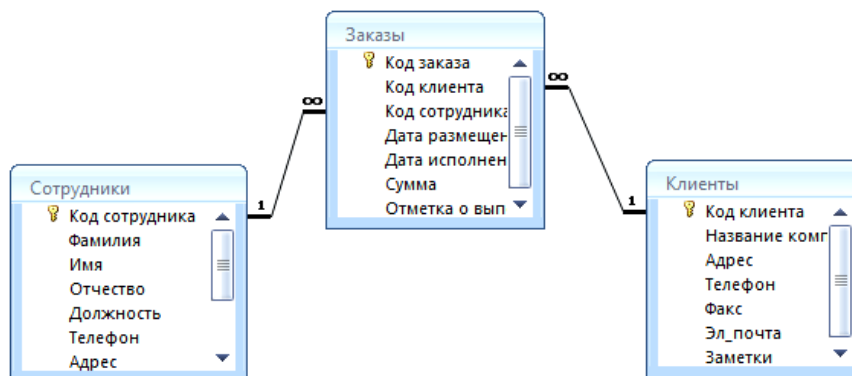 Заказы
Код заказа
Код клиента
Код сотрудника
Дата размещен
Дата исполнен
Сумма
Отметка о вып
∞
∞
Сотрудники
1
Код сотрудника
Фамилия
Имя
Отчество
Должность
Телефон
Адрес
Клиенты
1
Код клиента
Название комп
Адрес
Телефон
Факс
Эл_почта
Заметки